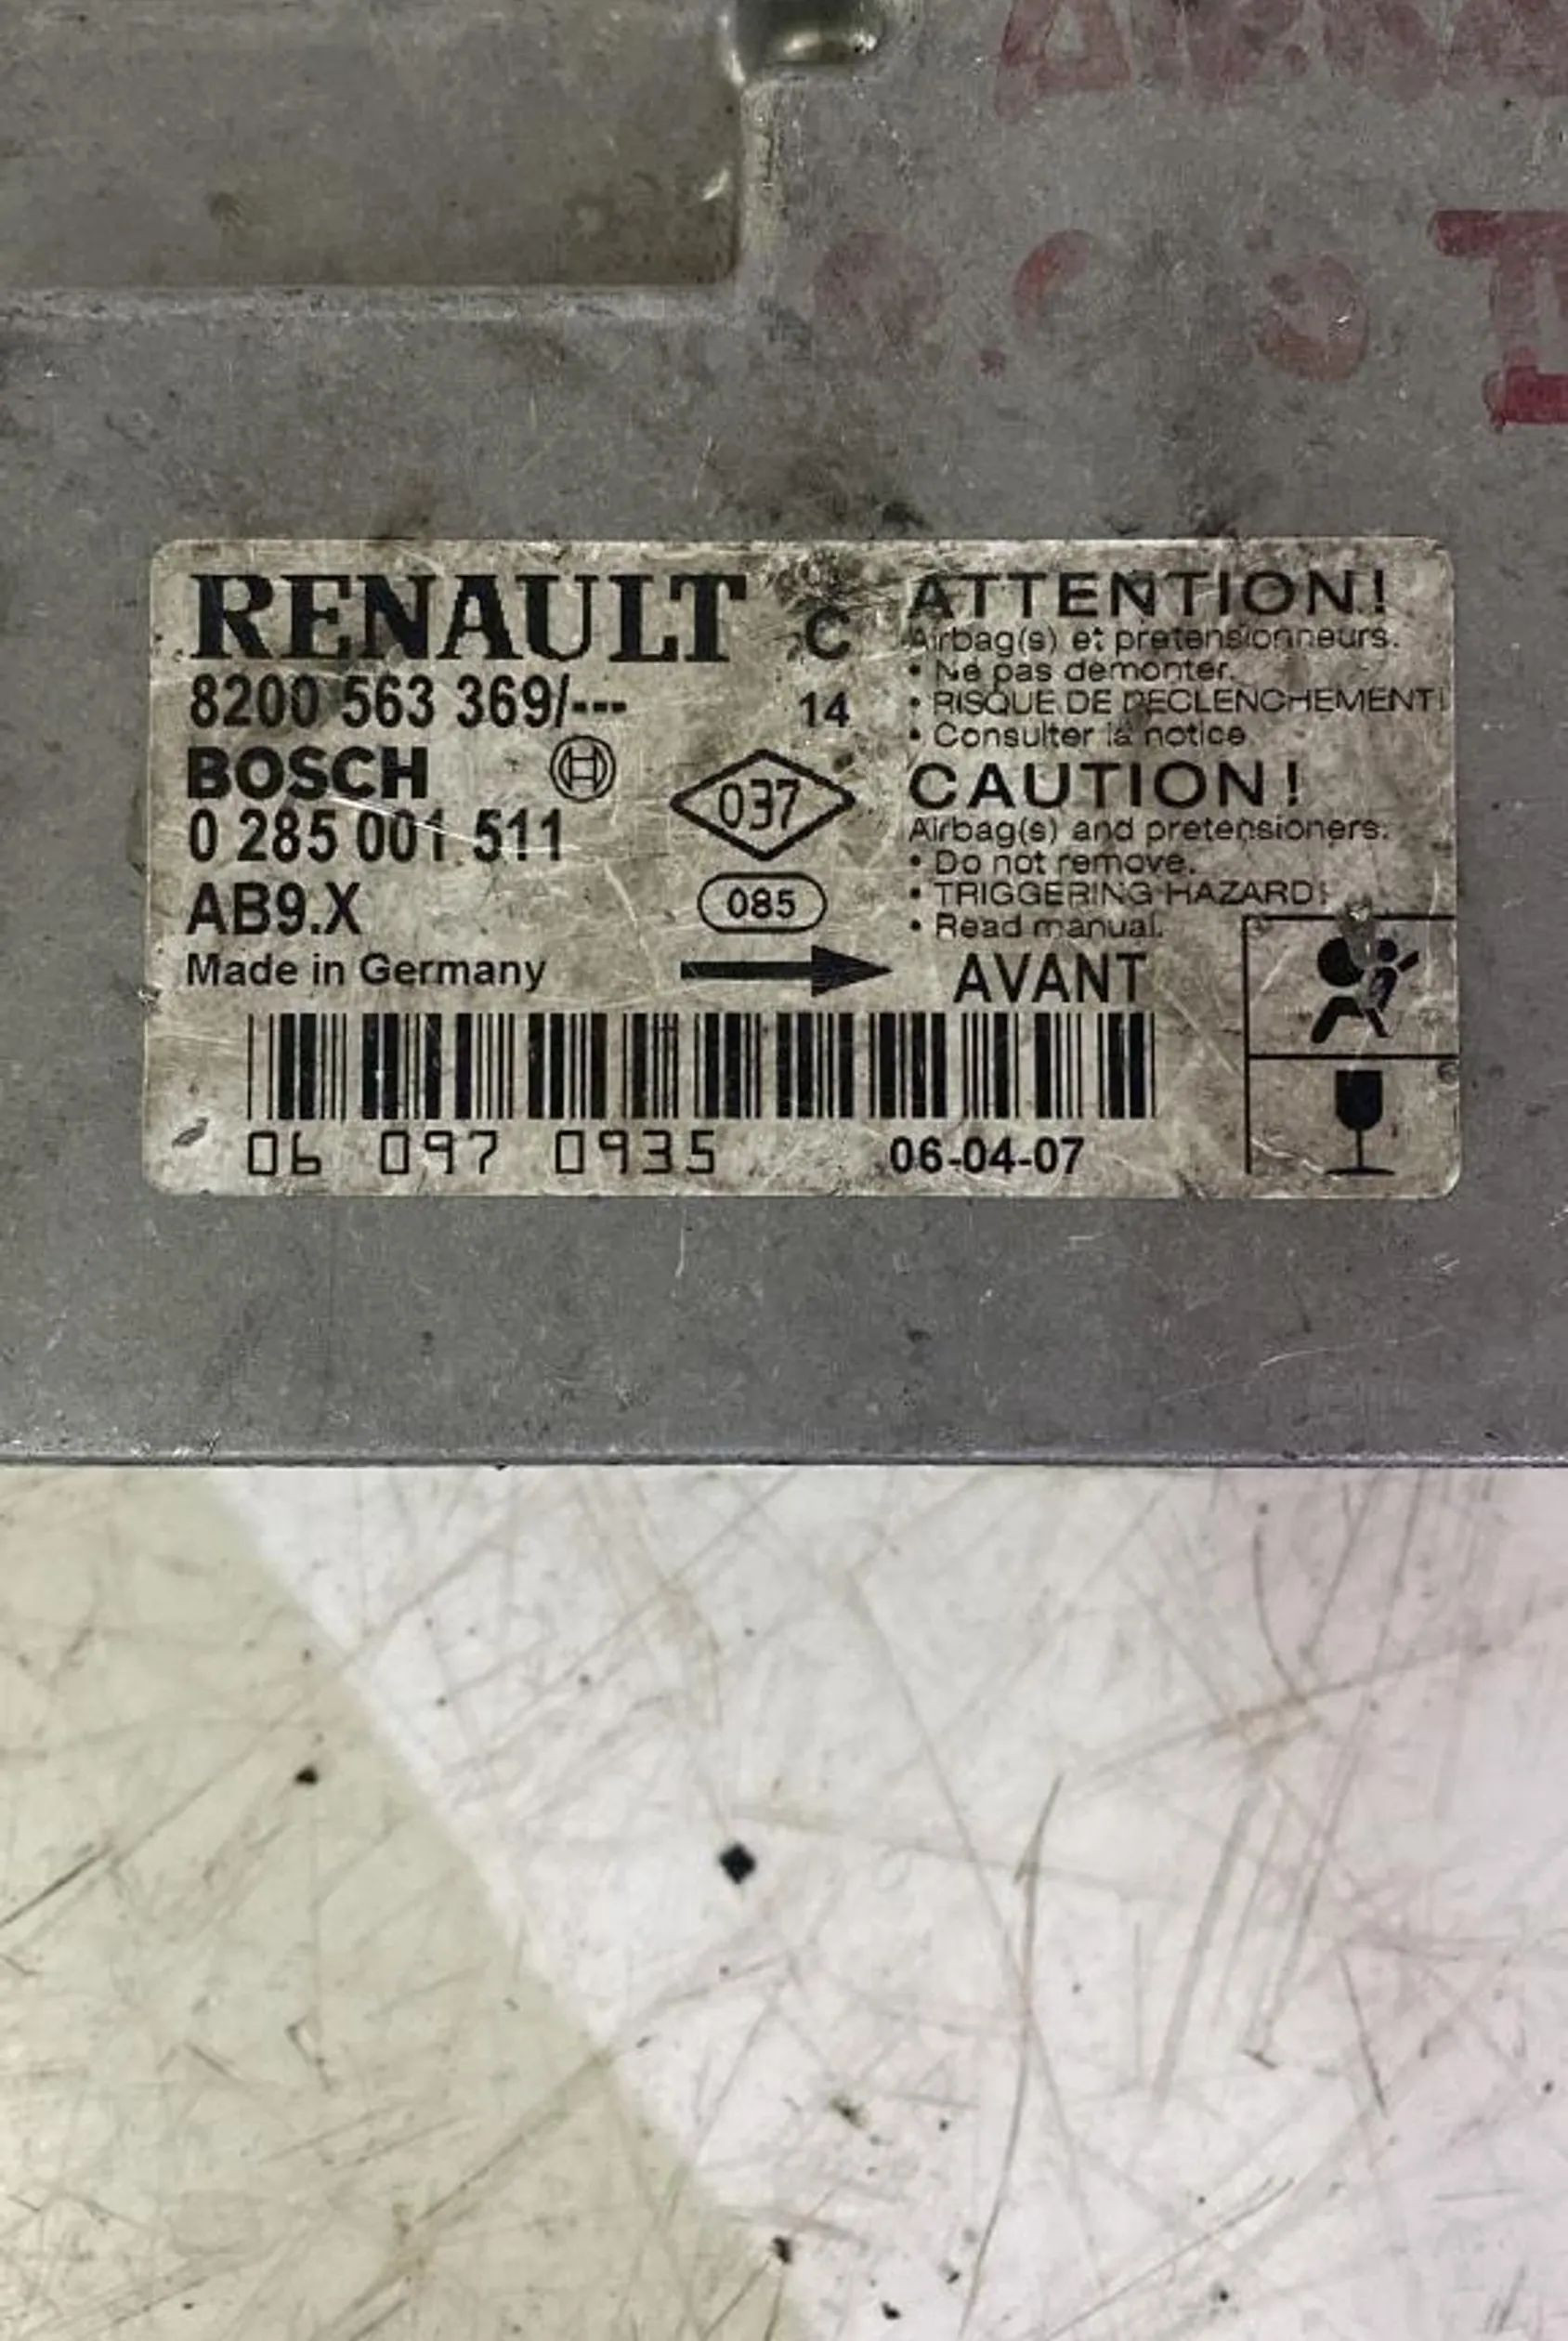 RENAULT C
8200 563 369/--- 14
BOSCH
0 285 001 511
AB9.X
Made in Germany
037
085
ATTENTION!
Airbag(s) et pretensionneurs.
• Ne pas demonter.
• RISQUE DE DECLENCHEMENT!
• Consulter la notice.
CAUTION!
Airbag(s) and pretensioners.
• Do not remove.
• TRIGGERING HAZARD!
• Read manual.
AVANT
06 097 0935 06-04-07